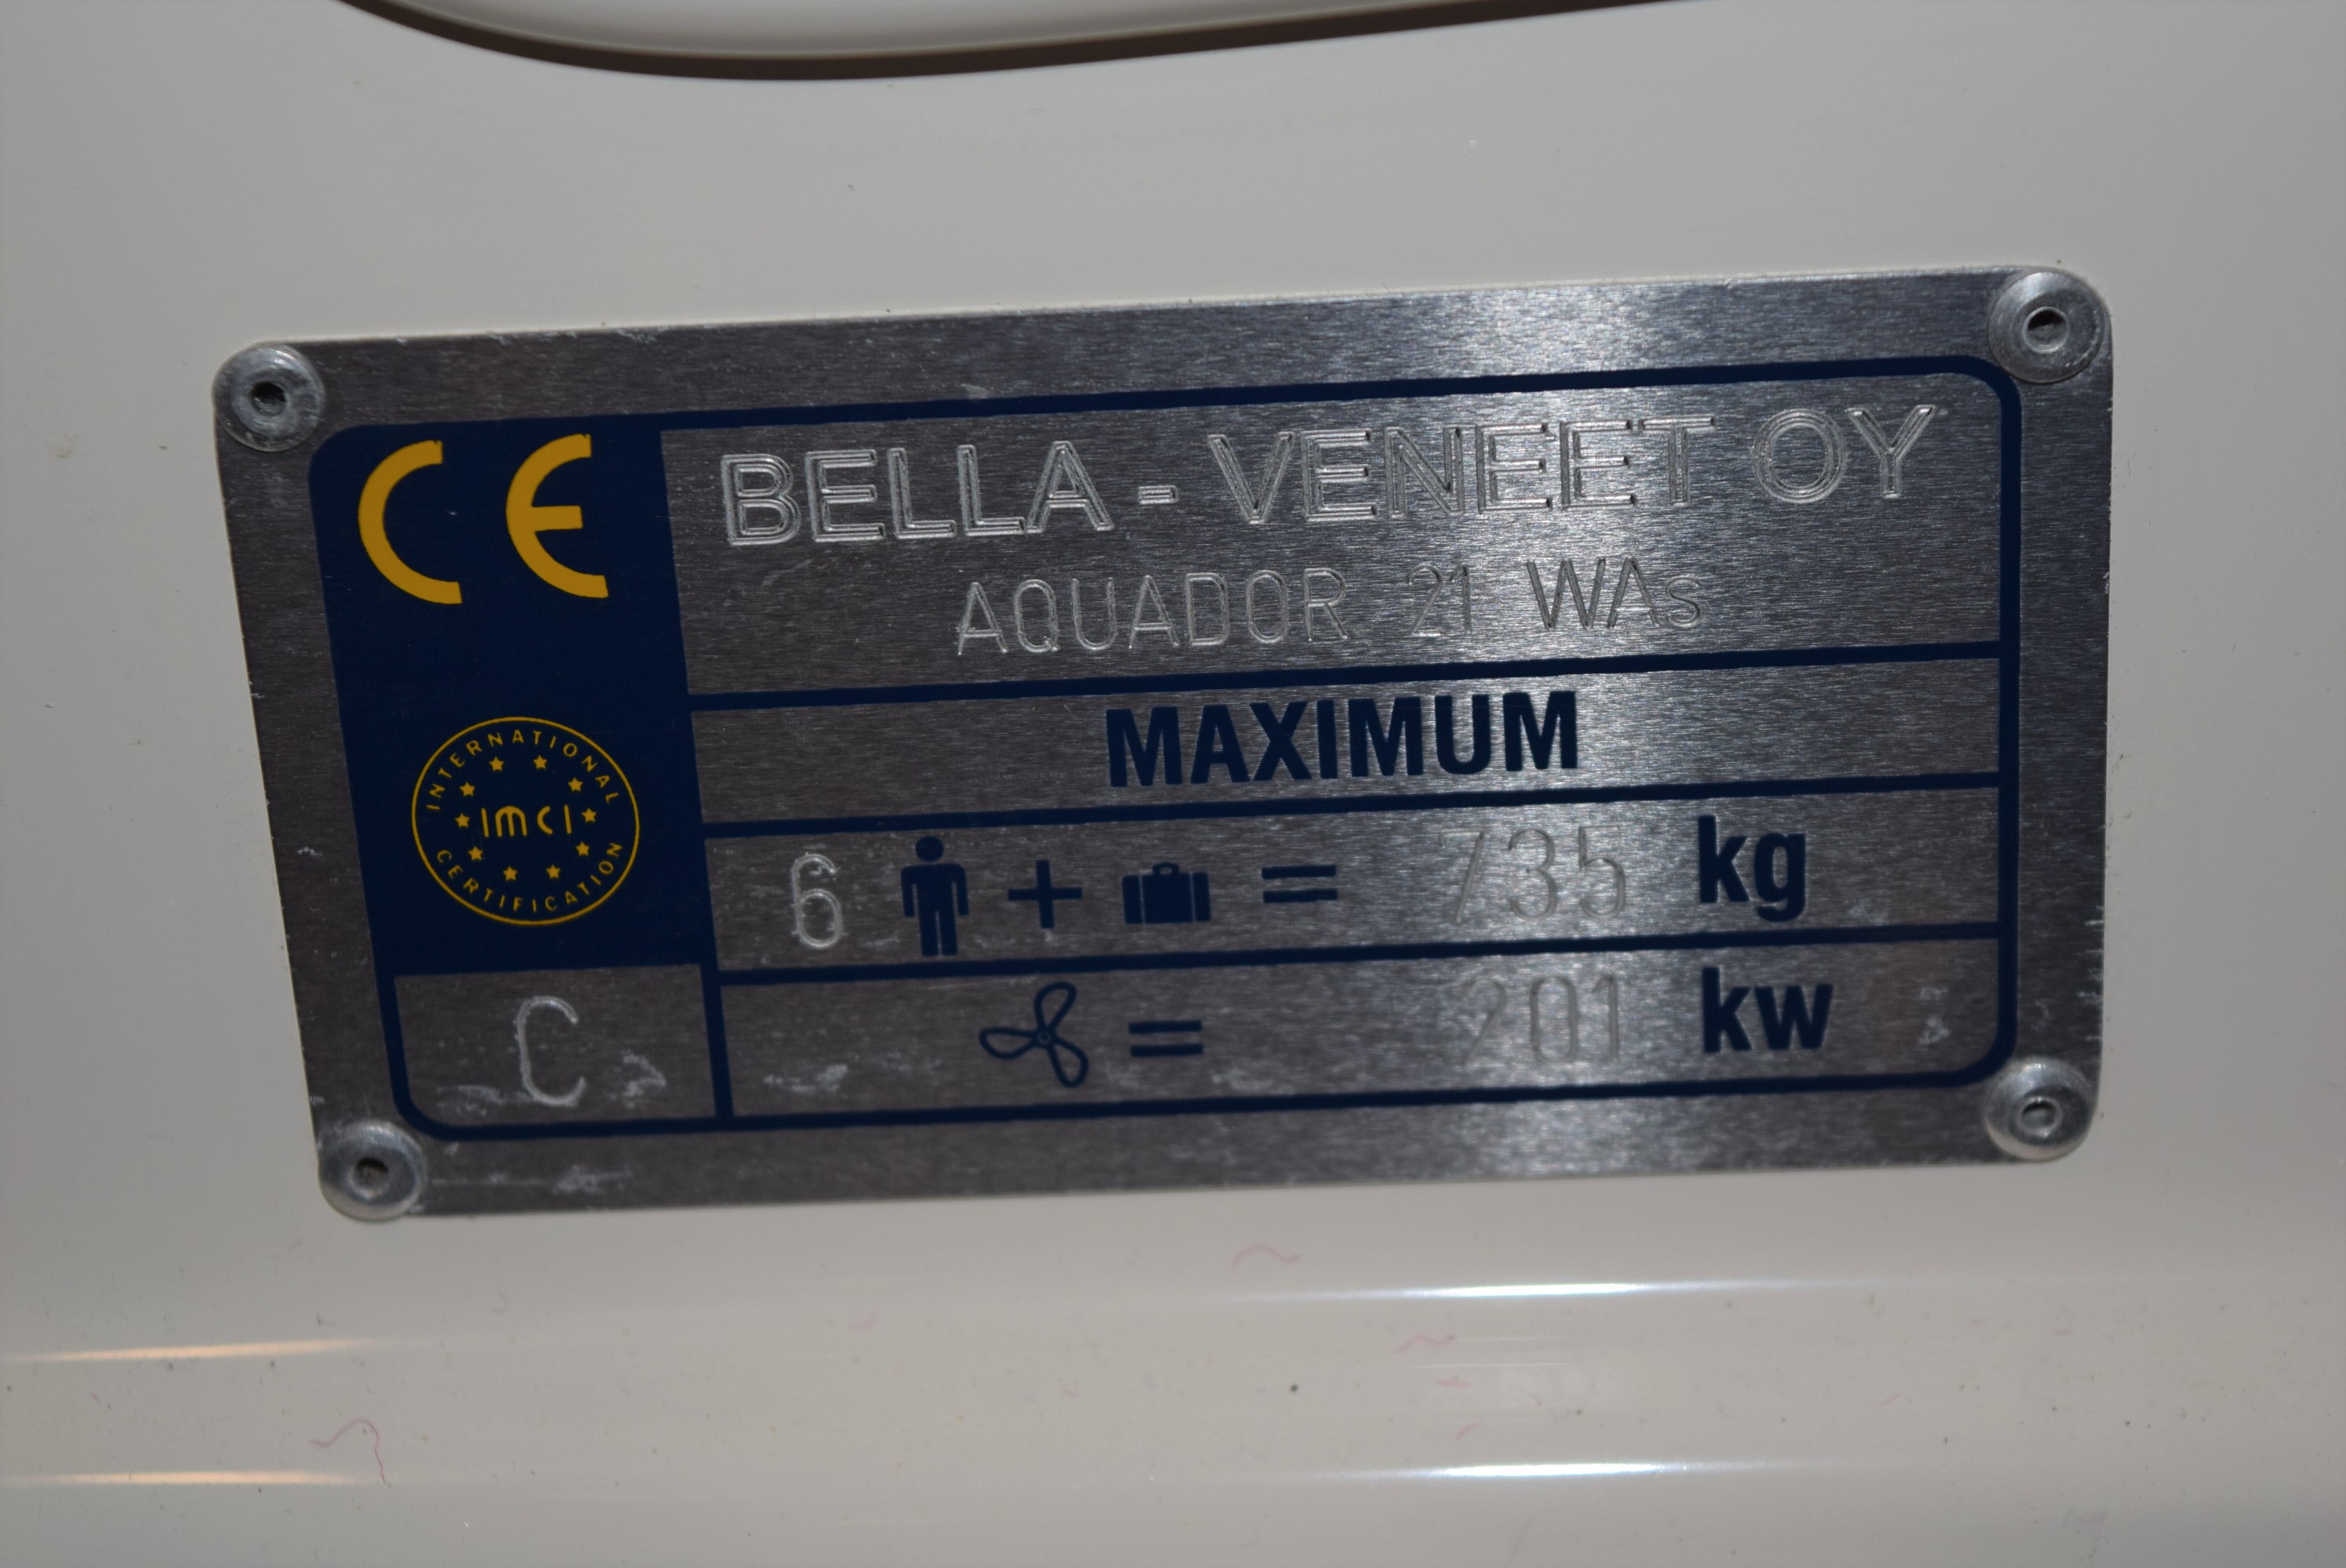 CE
BELLA - VENEET OY
AQUADOR 21 WAs
MAXIMUM
INTERNATIONAL
IMCI
CERTIFICATION
6 + = 735 kg
C
= 201 kw